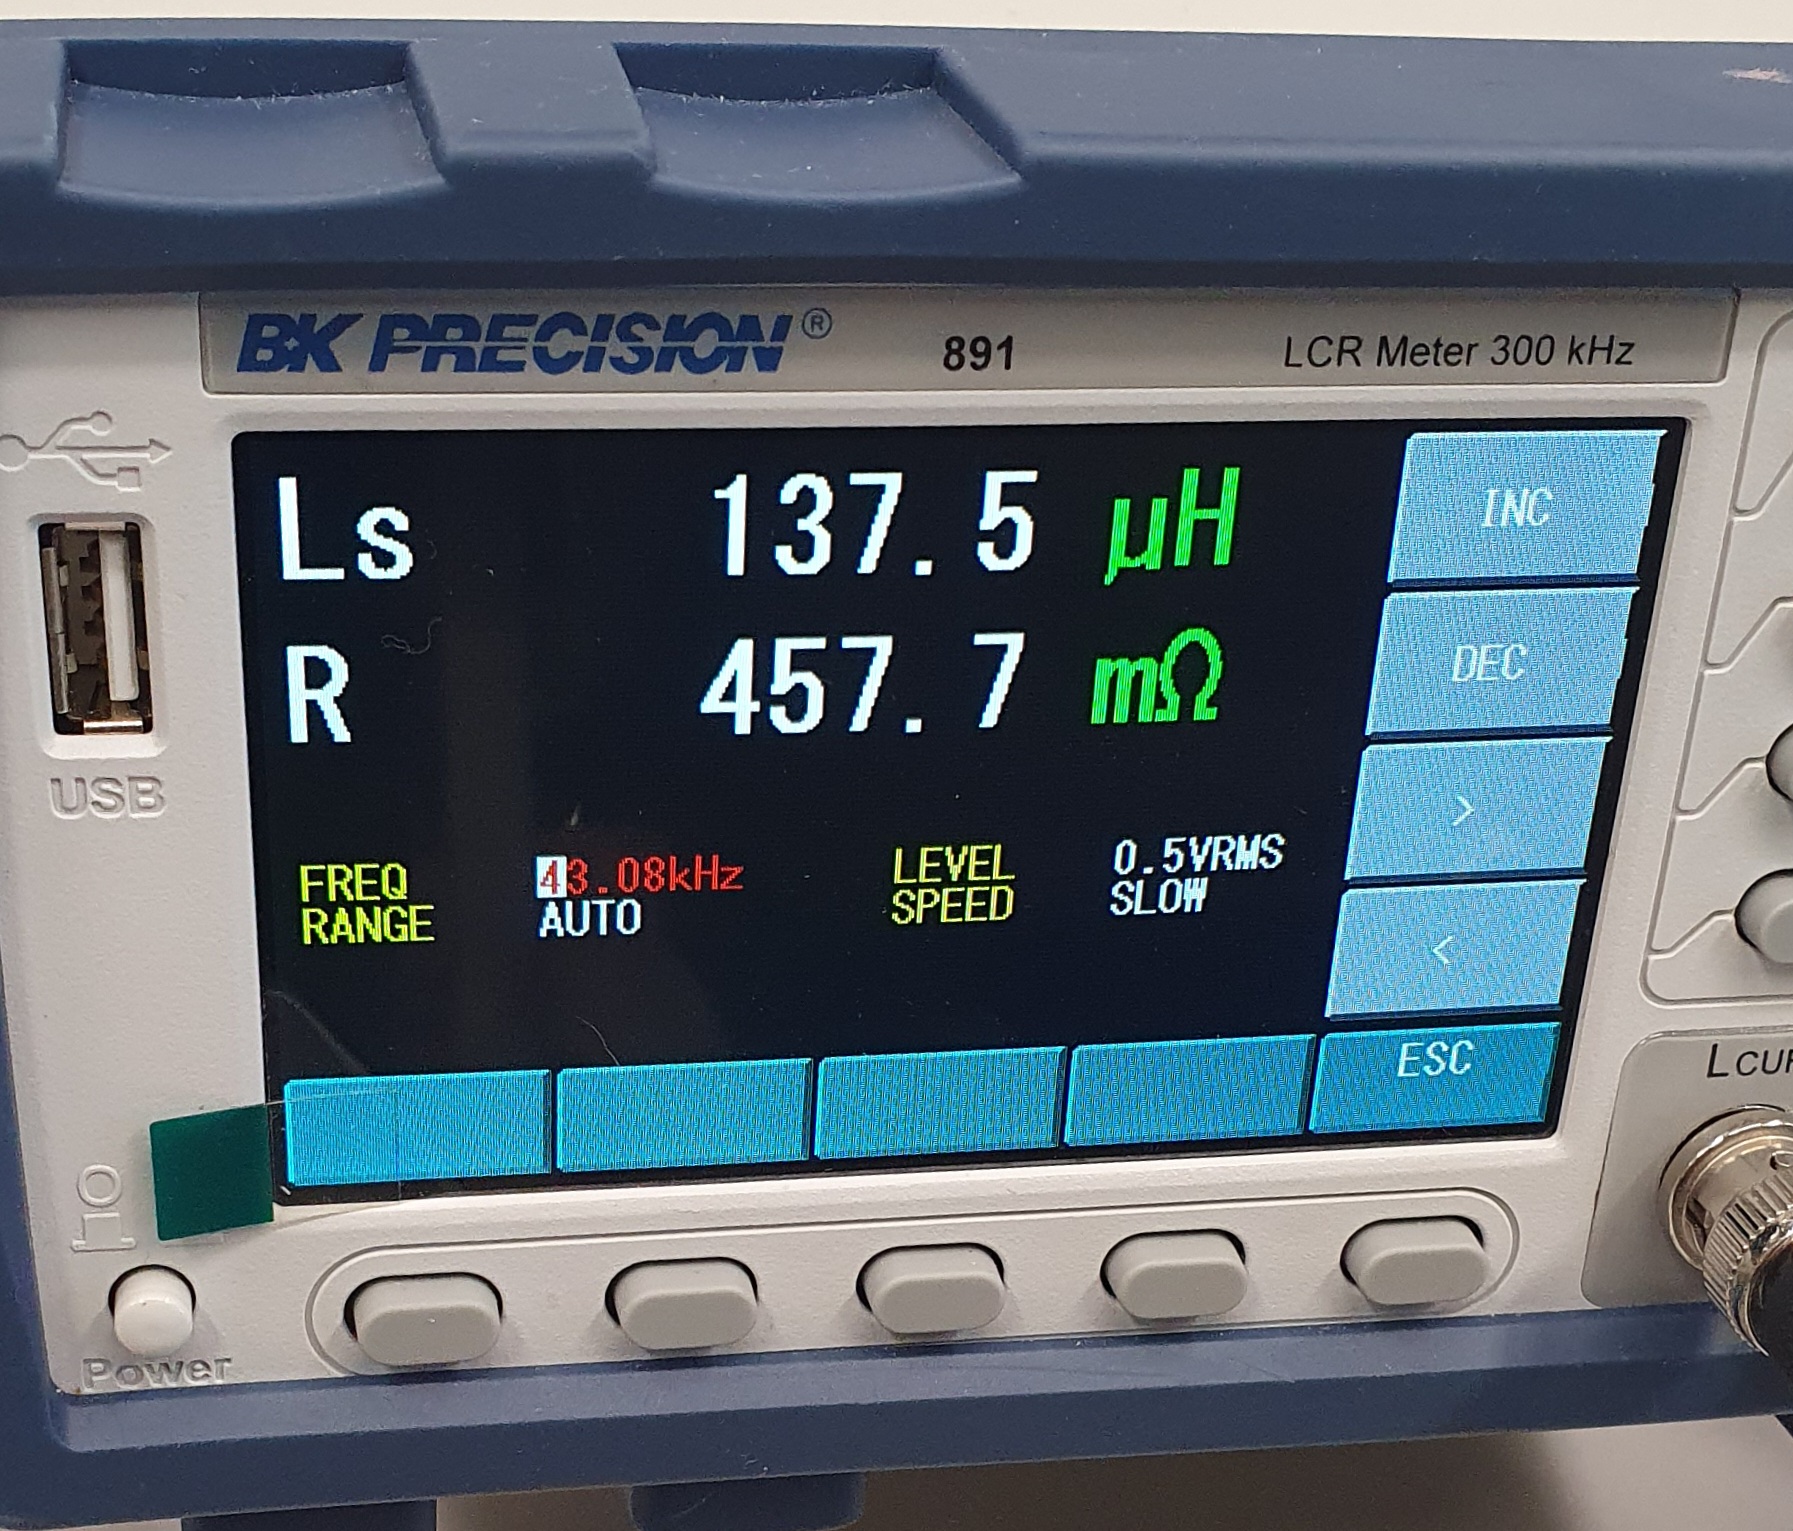 BK PRECISION® 891 LCR Meter 300 kHz
Ls 137.5 µH
INC
R 457.7 mΩ
DEC
>
FREQ 43.08kHz LEVEL 0.5VRMS
RANGE AUTO SPEED SLOW
<
ESC
USB
Power